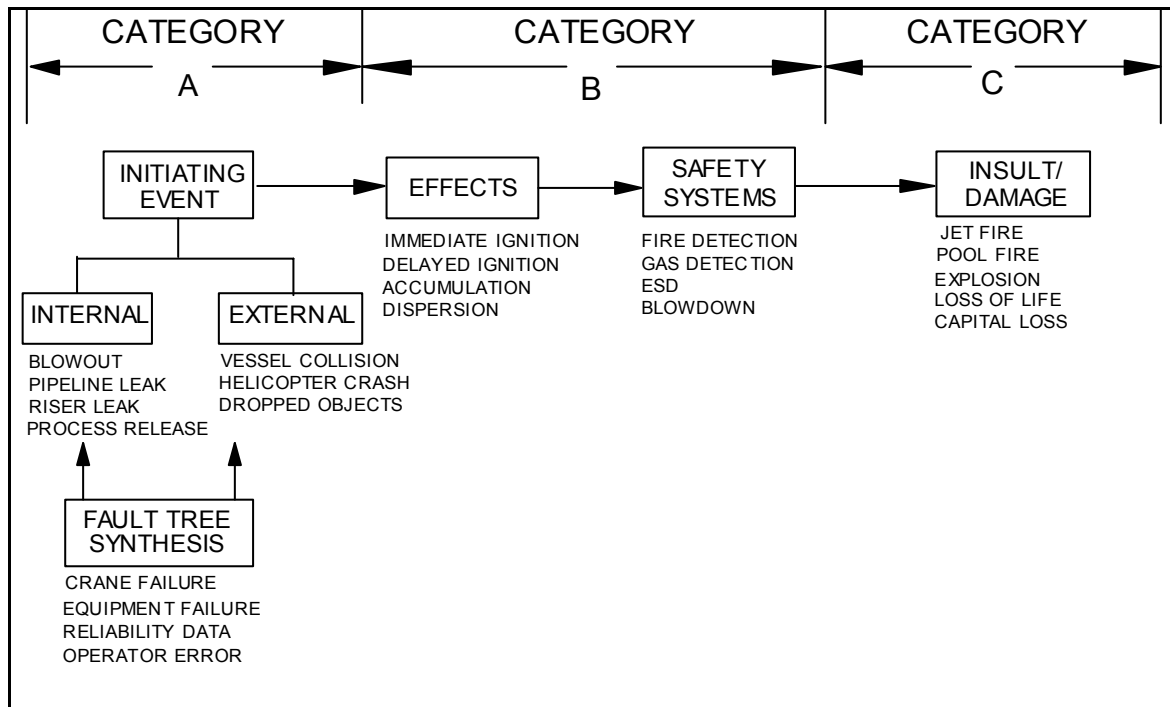 CATEGORY
A
CATEGORY
B
CATEGORY
C
INITIATING
EVENT
EFFECTS
IMMEDIATE IGNITION
DELAYED IGNITION
ACCUMULATION
DISPERSION
SAFETY
SYSTEMS
FIRE DETECTION
GAS DETECTION
ESD
BLOWDOWN
INSULT/
DAMAGE
JET FIRE
POOL FIRE
EXPLOSION
LOSS OF LIFE
CAPITAL LOSS
INTERNAL
BLOWOUT
PIPELINE LEAK
RISER LEAK
PROCESS RELEASE
EXTERNAL
VESSEL COLLISION
HELICOPTER CRASH
DROPPED OBJECTS
FAULT TREE
SYNTHESIS
CRANE FAILURE
EQUIPMENT FAILURE
RELIABILITY DATA
OPERATOR ERROR